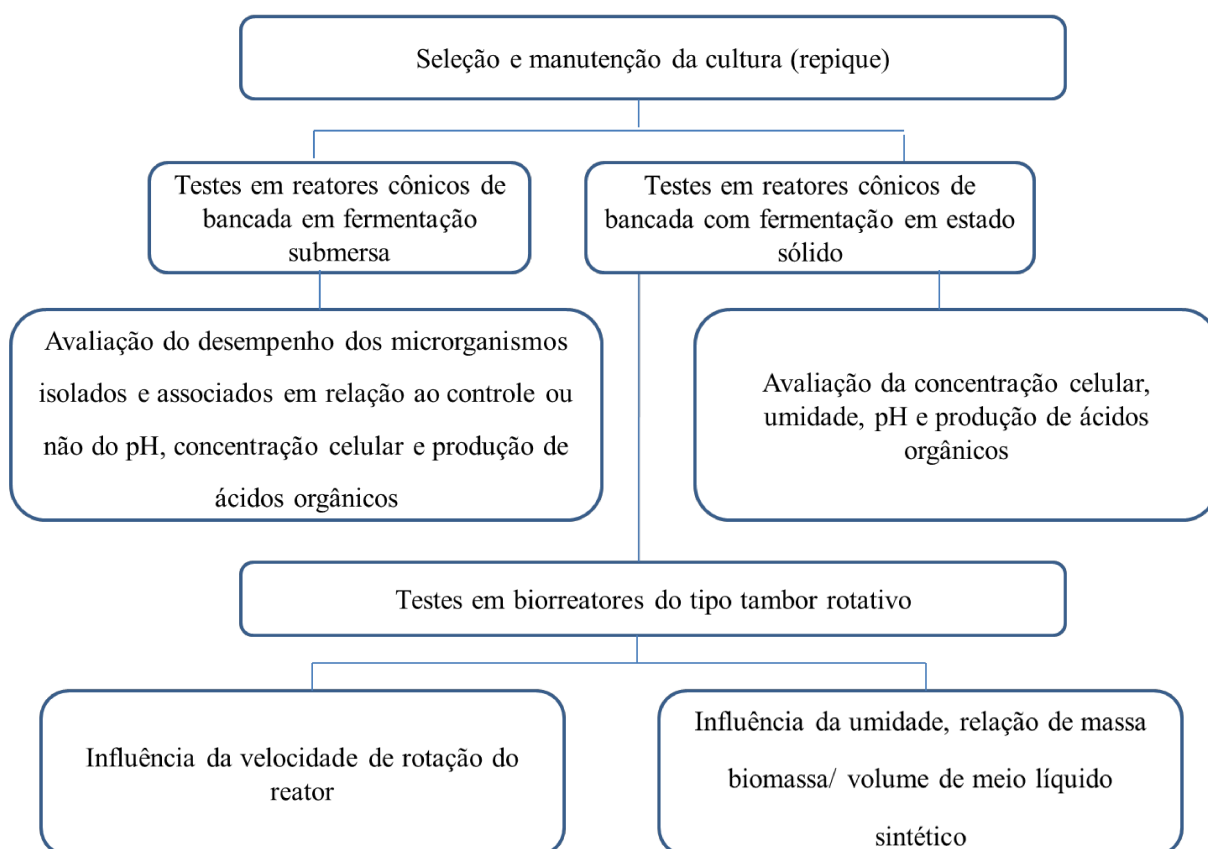 Seleção e manutenção da cultura (repique)
Testes em reatores cônicos de
bancada em fermentação
submersa
Testes em reatores cônicos de
bancada com fermentação em estado
sólido
Avaliação do desempenho dos microrganismos
isolados e associados em relação ao controle ou
não do pH, concentração celular e produção de
ácidos orgânicos
Avaliação da concentração celular,
umidade, pH e produção de ácidos
orgânicos
Testes em biorreatores do tipo tambor rotativo
Influência da velocidade de rotação do
reator
Influência da umidade, relação de massa
biomassa/ volume de meio líquido
sintético